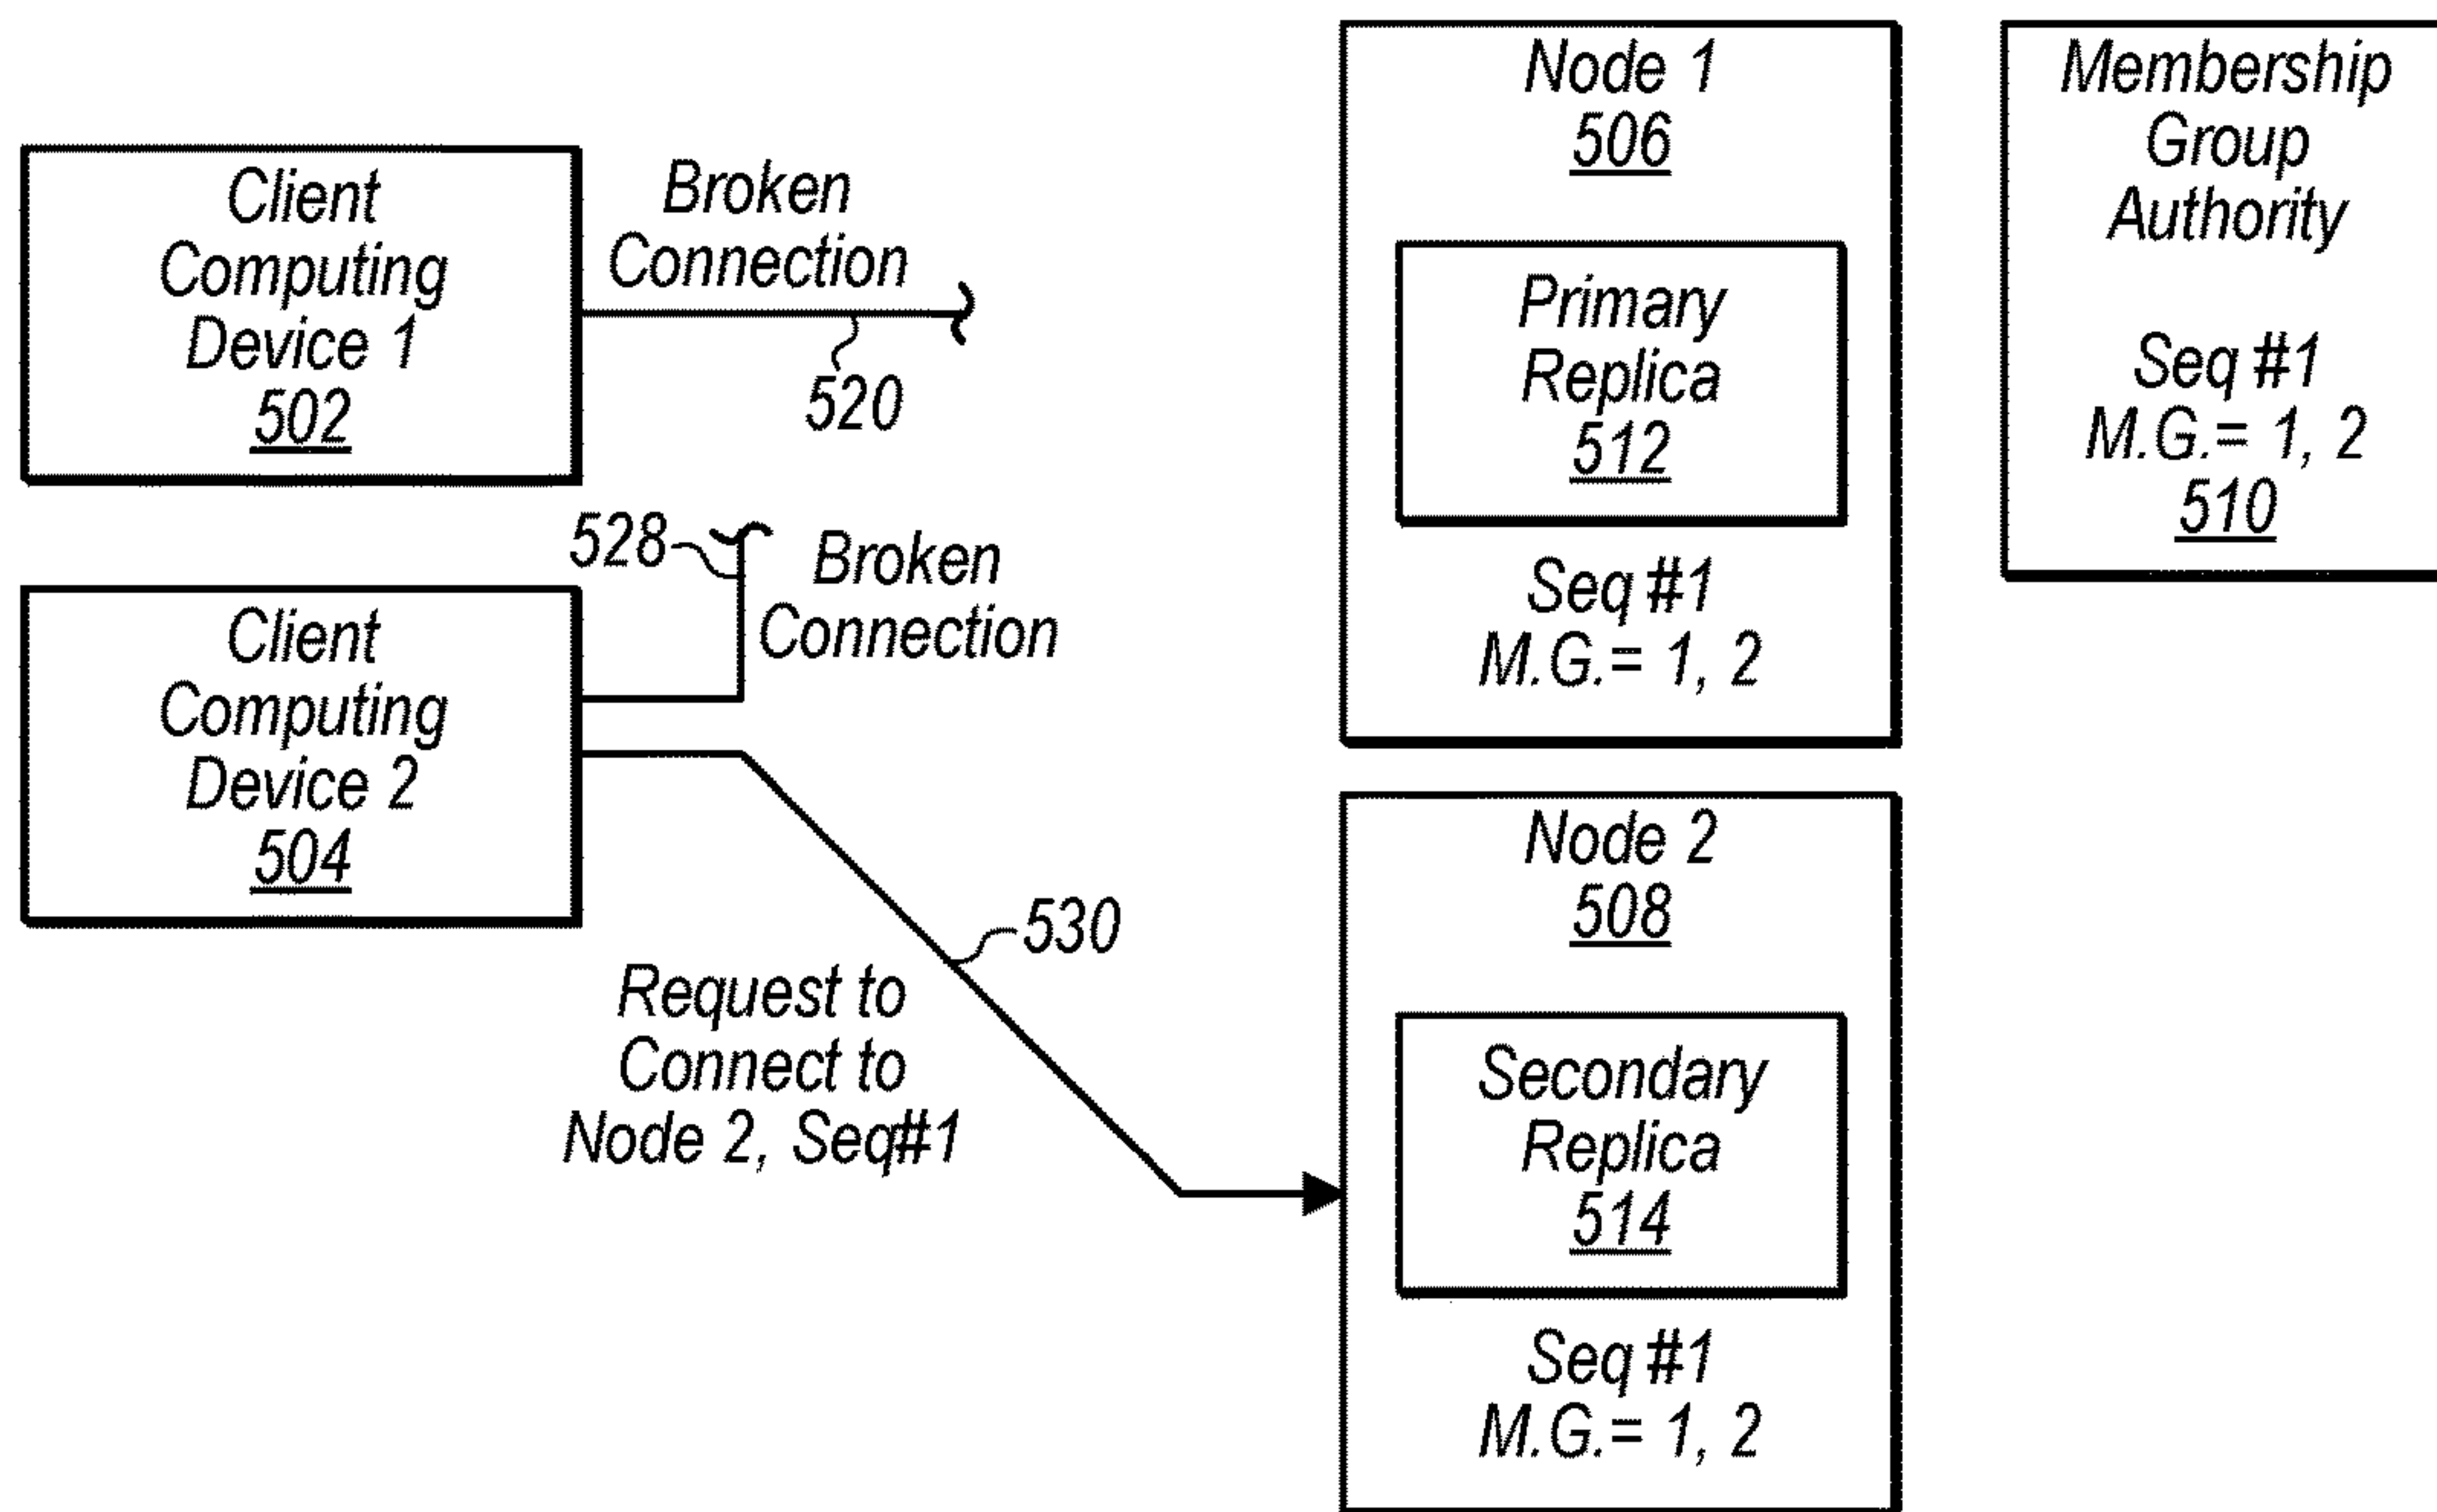 Client
Computing
Device 1
502
Broken
Connection
520
Node 1
506
Primary
Replica
512
Seq #1
M.G.= 1, 2
Membership
Group
Authority
Seq #1
M.G.= 1, 2
510
Client
Computing
Device 2
504
528
Broken
Connection
530
Request to
Connect to
Node 2, Seq#1
Node 2
508
Secondary
Replica
514
Seq #1
M.G.= 1, 2